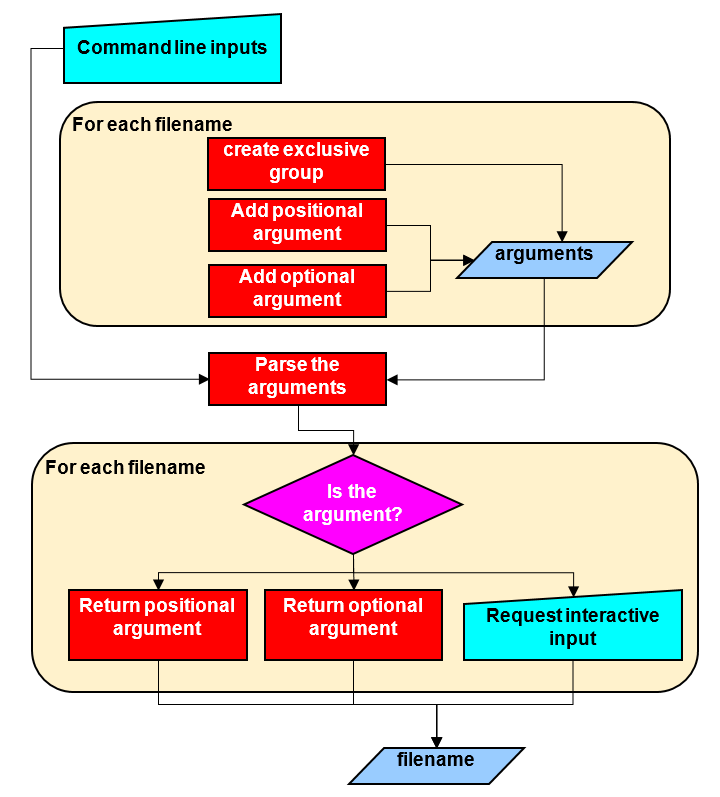 Command line inputs
For each filename
create exclusive
group
Add positional
argument
arguments
Add optional
argument
Parse the
arguments
For each filename
Is the
argument?
Return positional
argument
Return optional
argument
Request interactive
input
filename